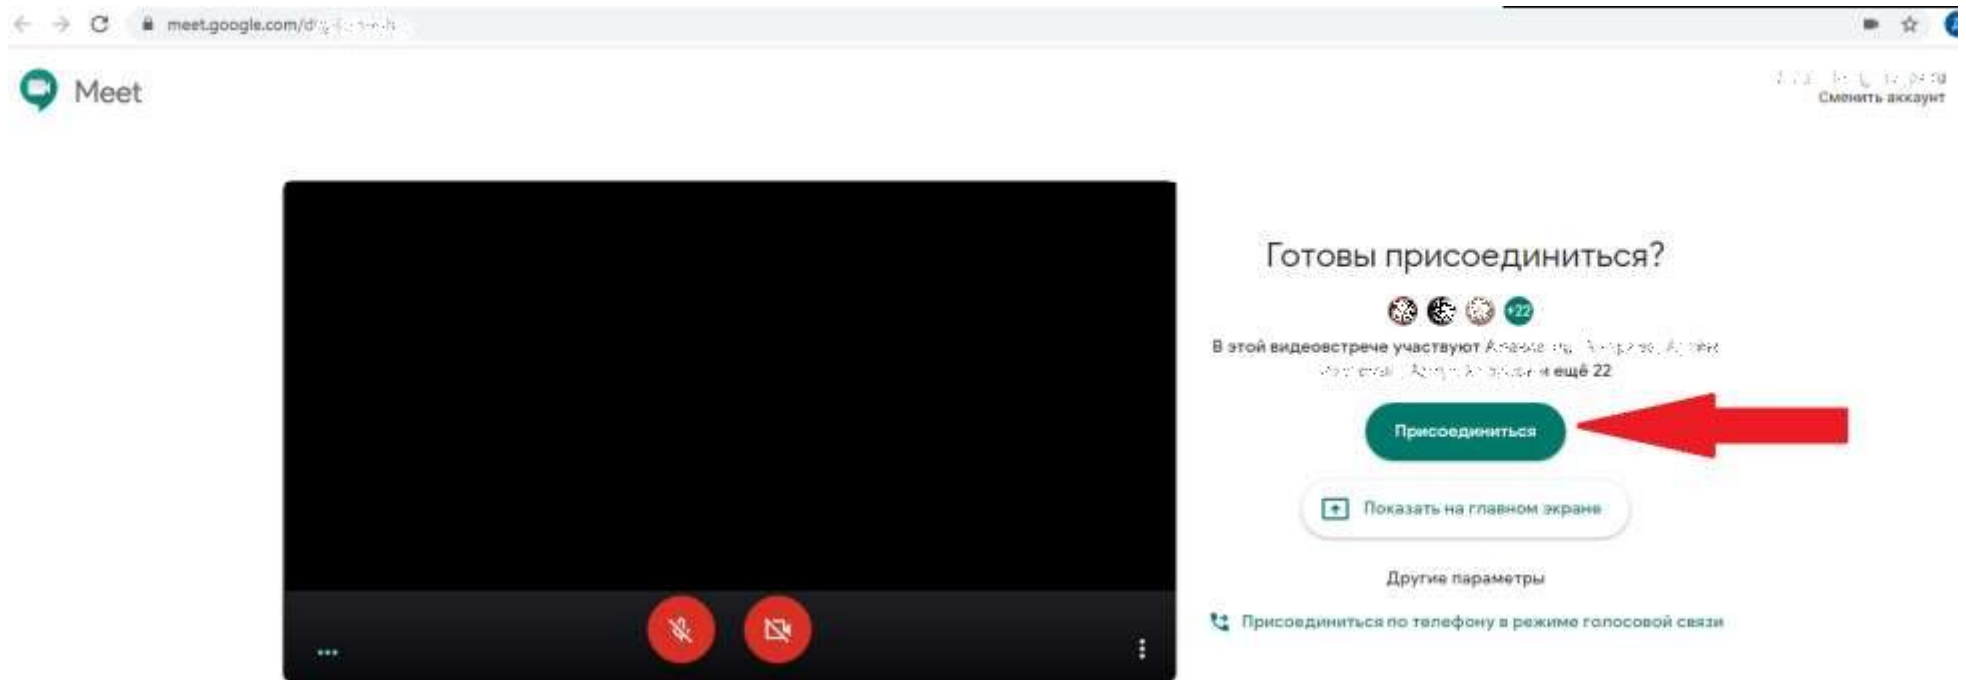 meet.google.com/d
Meet
Сменить аккаунт
Готовы присоединиться?
+22
В этой видеовстрече участвуют
и ещё 22
Присоединиться
Показать на главном экране
Другие параметры
Присоединиться по телефону в режиме голосовой связи